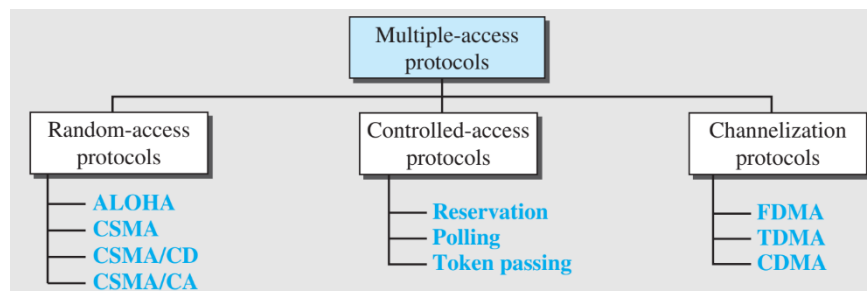 Multiple-access
protocols
Random-access
protocols
Controlled-access
protocols
Channelization
protocols
ALOHA
CSMA
CSMA/CD
CSMA/CA
Reservation
Polling
Token passing
FDMA
TDMA
CDMA